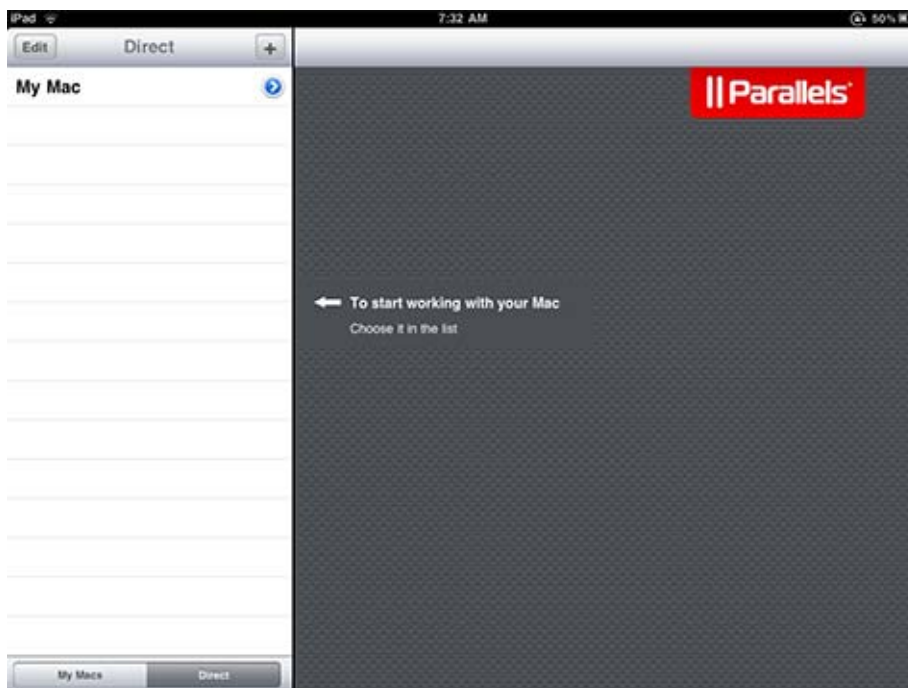 iPad 7:32 AM 50%
Edit Direct +
My Mac
|| Parallels®
To start working with your Mac
Choose it in the list
My Macs Direct